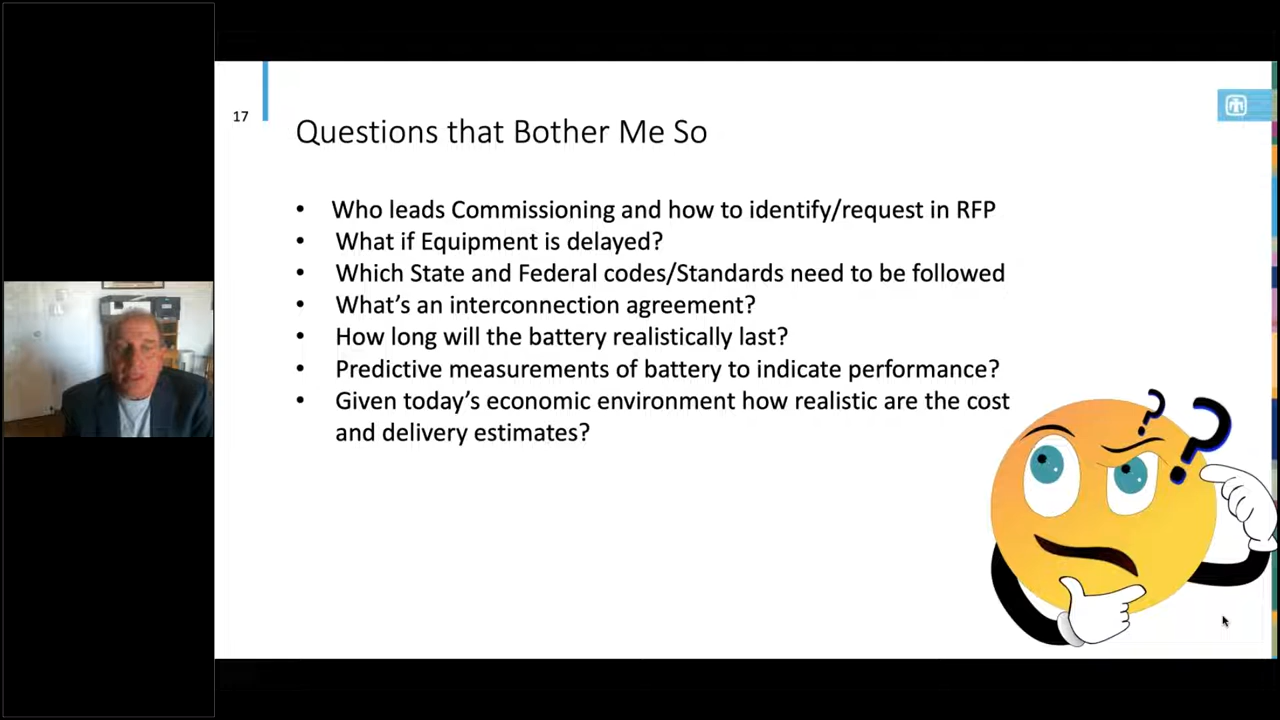 17
Questions that Bother Me So
• Who leads Commissioning and how to identify/request in RFP
• What if Equipment is delayed?
• Which State and Federal codes/Standards need to be followed
• What’s an interconnection agreement?
• How long will the battery realistically last?
• Predictive measurements of battery to indicate performance?
• Given today’s economic environment how realistic are the cost
and delivery estimates?
? ?